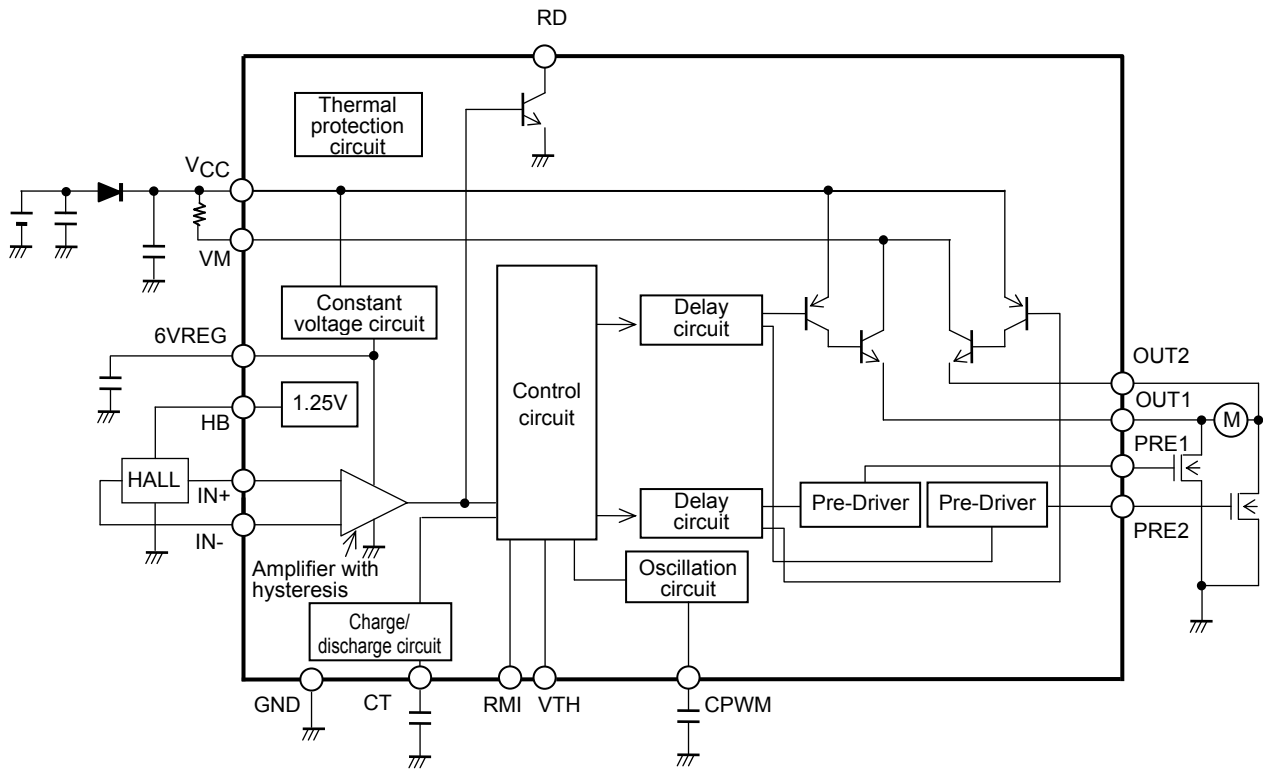 RD
Thermal
protection
circuit
VCC
VM
Constant
voltage circuit
6VREG
1.25V
HB
HALL
IN+
IN-
Amplifier with
hysteresis
Charge/
discharge circuit
Control
circuit
Delay
circuit
Delay
circuit
Pre-Driver
Pre-Driver
Oscillation
circuit
OUT2
OUT1
M
PRE1
PRE2
GND
CT
RMI
VTH
CPWM